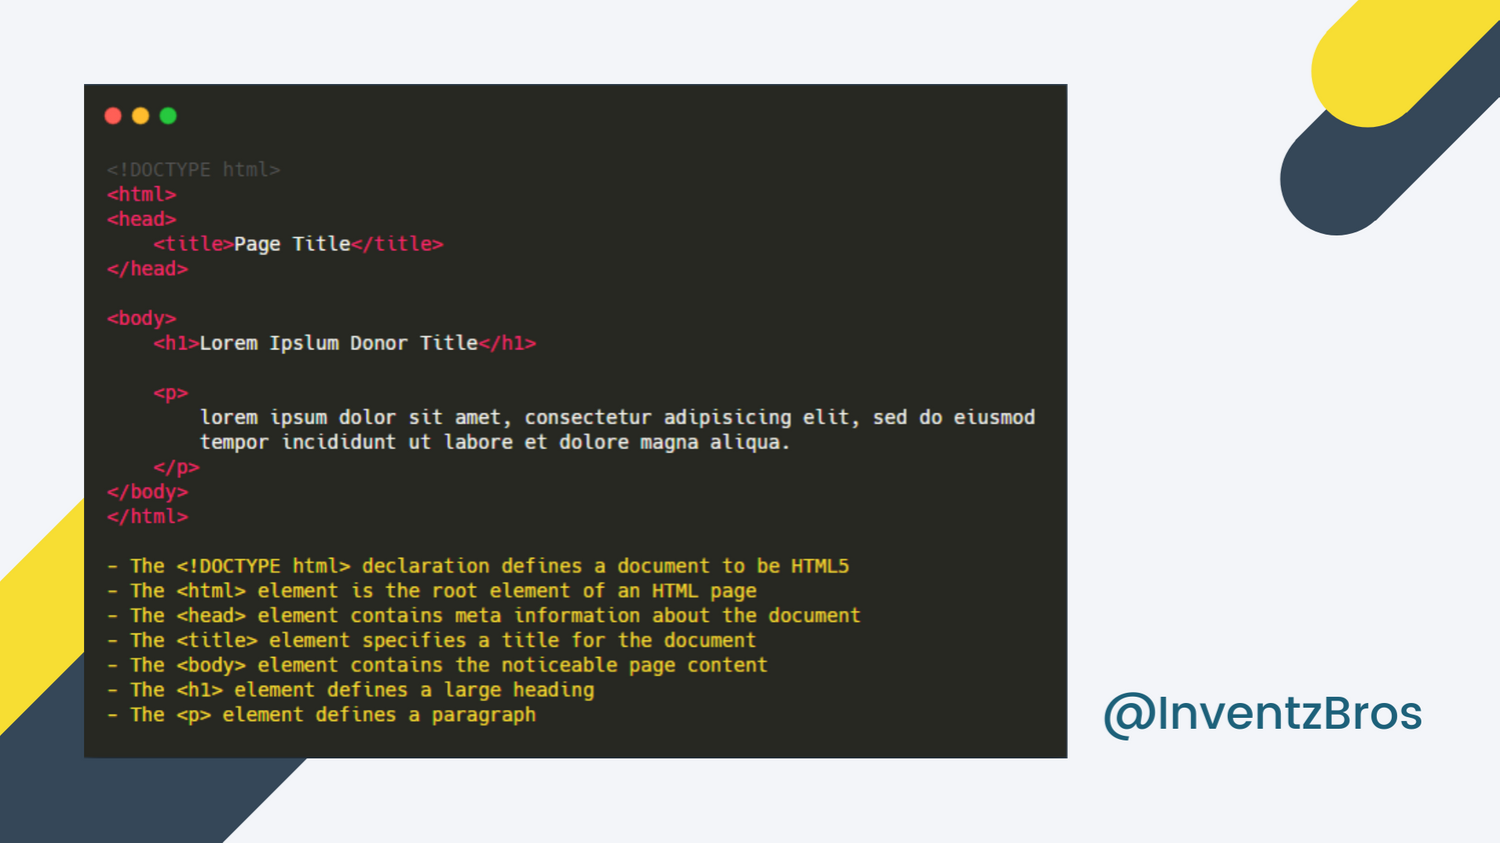 <!DOCTYPE html>
<html>
<head>
    <title>Page Title</title>
</head>
<body>
    <h1>Lorem Ipslum Donor Title</h1>
    <p>
        lorem ipsum dolor sit amet, consectetur adipisicing elit, sed do eiusmod
        tempor incididunt ut labore et dolore magna aliqua.
    </p>
</body>
</html>
- The <!DOCTYPE html> declaration defines a document to be HTML5
- The <html> element is the root element of an HTML page
- The <head> element contains meta information about the document
- The <title> element specifies a title for the document
- The <body> element contains the noticeable page content
- The <h1> element defines a large heading
- The <p> element defines a paragraph
@InventzBros